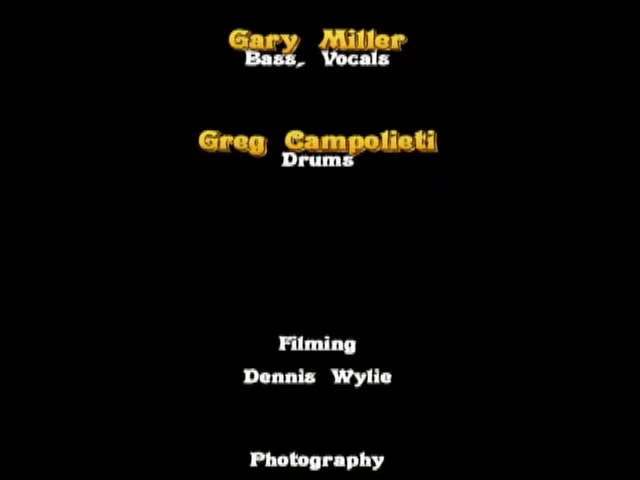 Gary Miller
Bass, Vocals
Greg Campolieti
Drums
Filming
Dennis Wylie
Photography